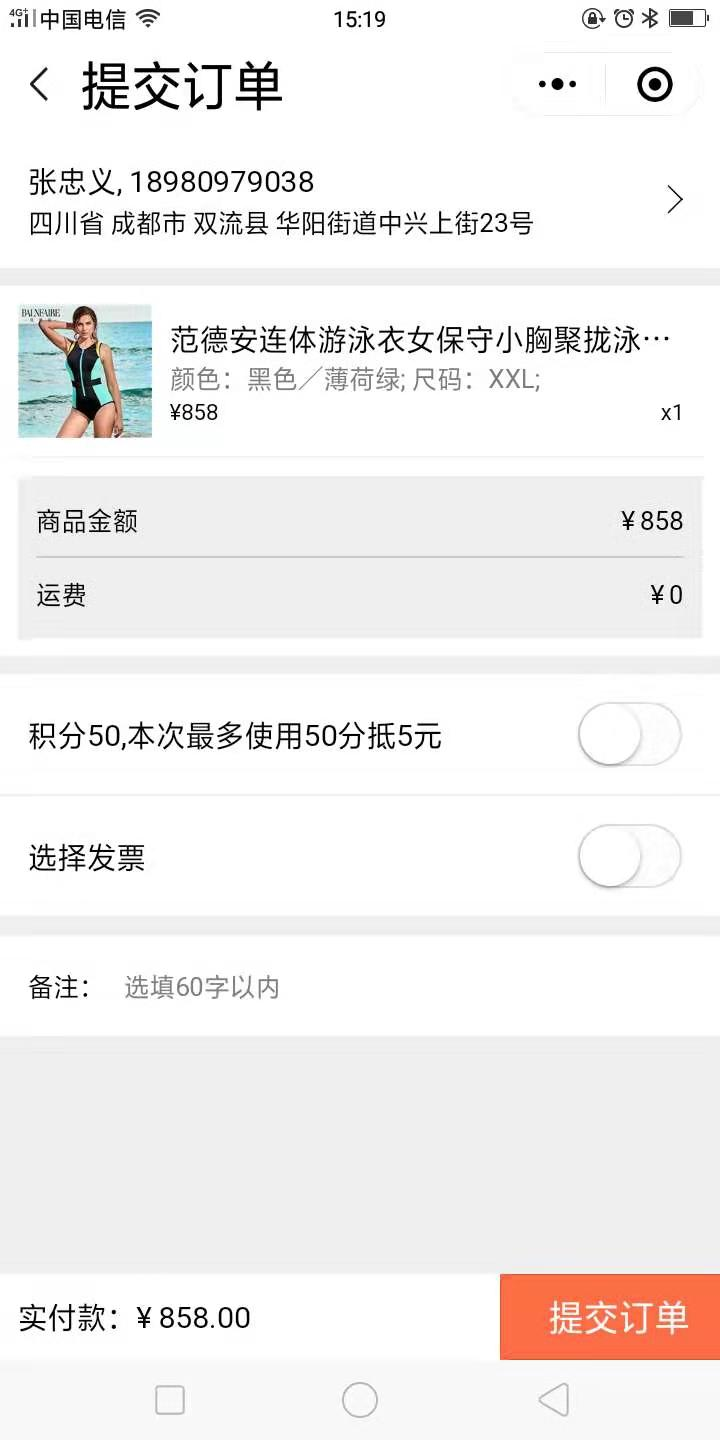 4G+ 中国电信 15:19
提交订单
张忠义, 18980979038
四川省 成都市 双流县 华阳街道中兴上街23号
BALNEAIRE
范德安连体游泳衣女保守小胸聚拢泳…
颜色：黑色／薄荷绿; 尺码：XXL;
¥858 x1
商品金额 ¥858
运费 ¥0
积分50,本次最多使用50分抵5元
选择发票
备注： 选填60字以内
实付款：¥858.00 提交订单